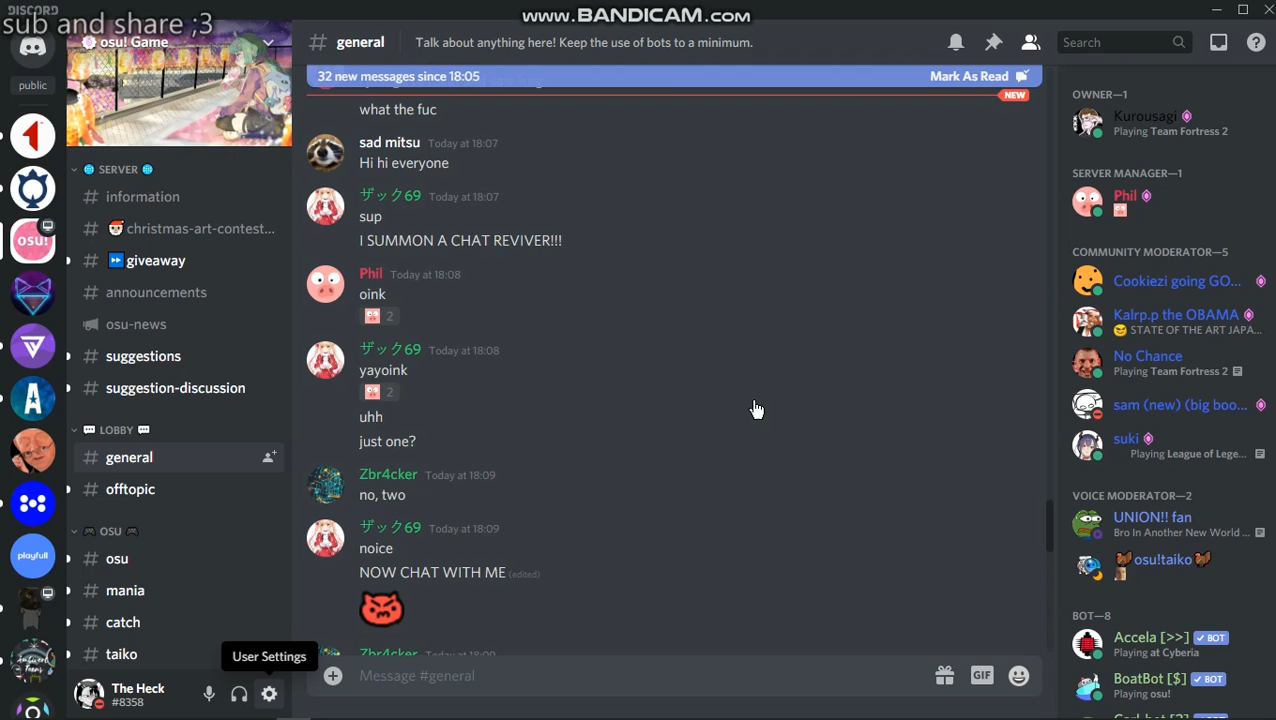 DISCORD
sub and share ;3
www.BANDICAM.com
osu! Game
general
Talk about anything here! Keep the use of bots to a minimum.
Search
public
osu!
playfull
32 new messages since 18:05
Mark As Read
NEW
SERVER
information
christmas-art-contest...
giveaway
announcements
osu-news
suggestions
suggestion-discussion
LOBBY
general
offtopic
OSU
osu
mania
catch
taiko
User Settings
The Heck
#8358
what the fuc
sad mitsu Today at 18:07
Hi hi everyone
ザック69 Today at 18:07
sup
I SUMMON A CHAT REVIVER!!!
Phil Today at 18:08
oink
2
ザック69 Today at 18:08
yayoink
2
uhh
just one?
Zbr4cker Today at 18:09
no, two
ザック69 Today at 18:09
noice
NOW CHAT WITH ME (edited)
Zbr4cker Today at 18:09
Message #general
GIF
OWNER—1
Kurousagi
Playing Team Fortress 2
SERVER MANAGER—1
Phil
COMMUNITY MODERATOR—5
Cookiezi going GO...
Kalrp.p the OBAMA
STATE OF THE ART JAPA...
No Chance
Playing Team Fortress 2
sam (new) (big boo...
suki
Playing League of Lege...
VOICE MODERATOR—2
UNION!! fan
Bro In Another New World ...
osu!taiko
BOT—8
Accela [>>] BOT
Playing at Cyberia
BoatBot [$] BOT
Playing osu!